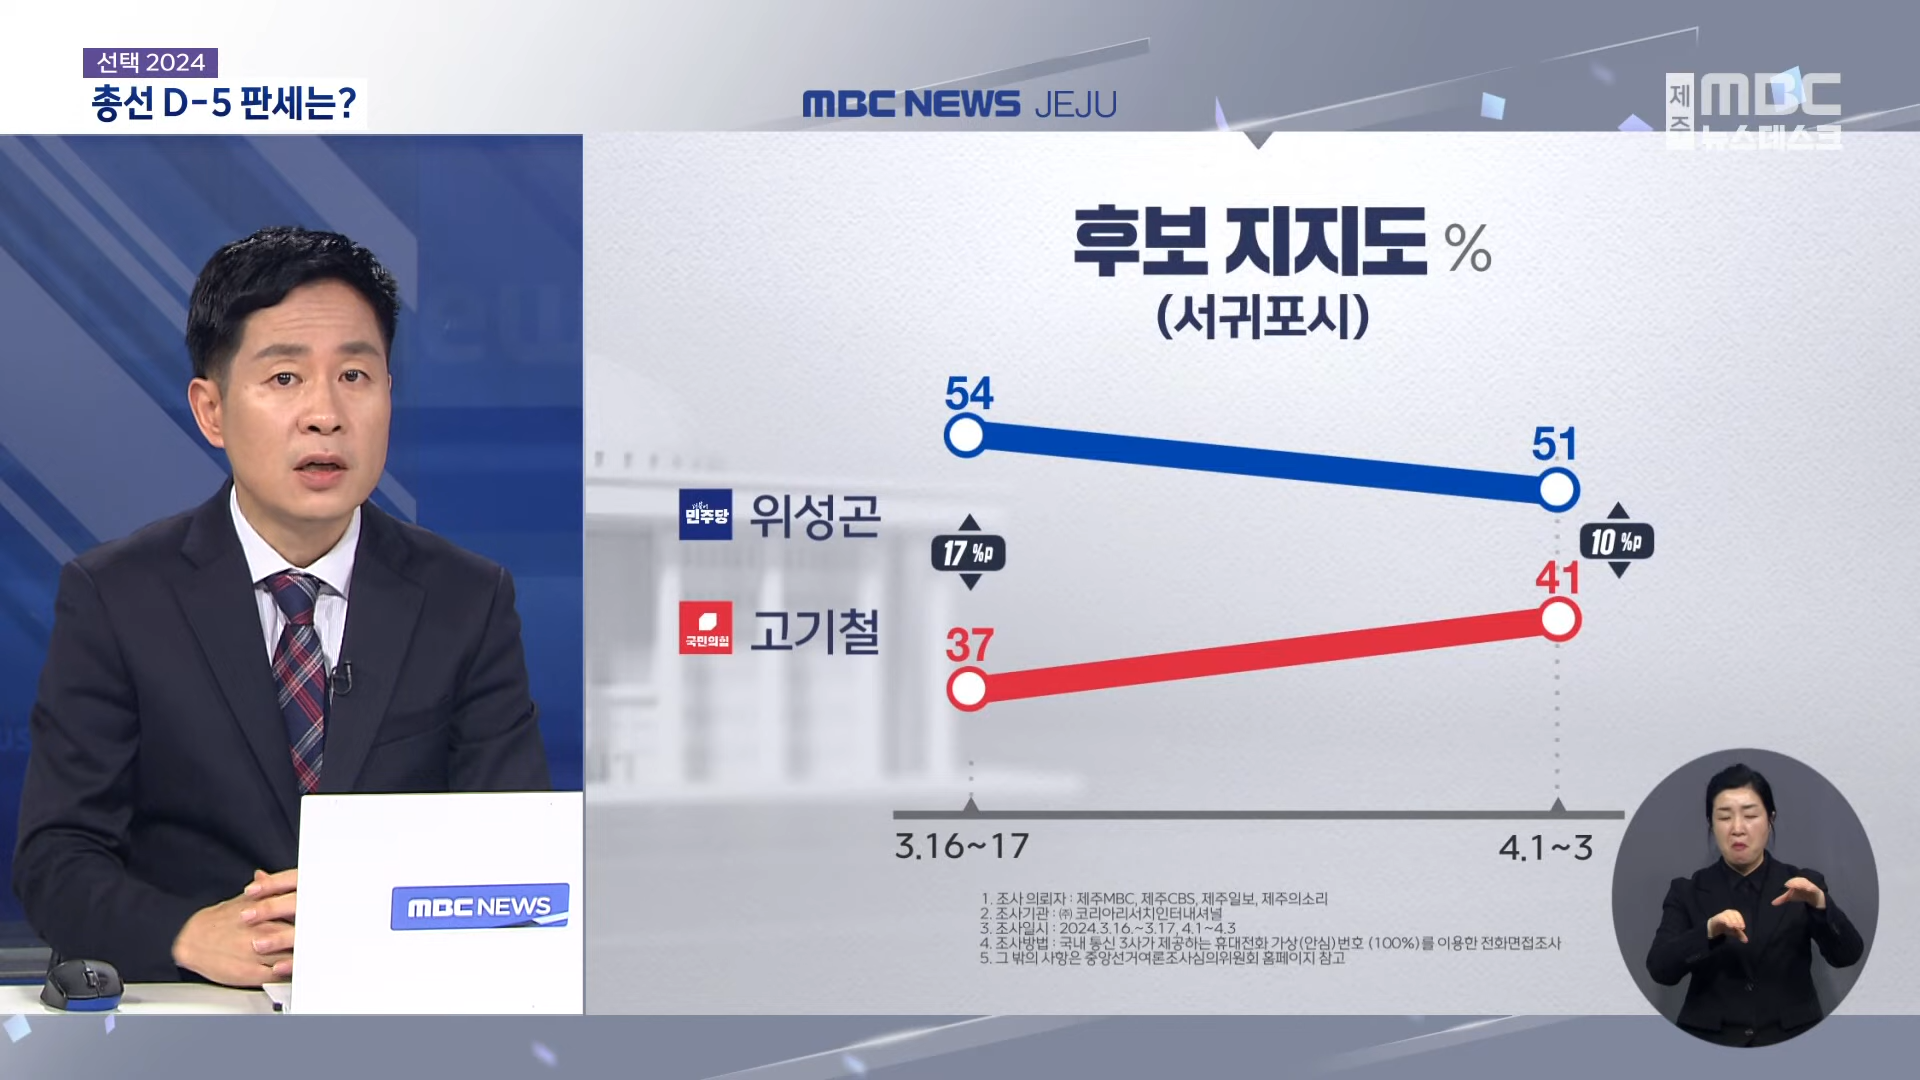 선택 2024
총선 D-5 판세는?
MBC NEWS JEJU
제주
MBC
뉴스데스크
후보 지지도 %
(서귀포시)
54
51
더불어
민주당
위성곤
17 %p
10 %p
41
국민의힘
고기철
37
3.16~17
4.1~3
1. 조사 의뢰자 : 제주MBC, 제주CBS, 제주일보, 제주의소리
2. 조사기관 : ㈜ 코리아리서치인터내셔널
3. 조사일시 : 2024.3.16.~3.17, 4.1~4.3
4. 조사방법 : 국내 통신 3사가 제공하는 휴대전화 가상(안심)번호 (100%)를 이용한 전화면접조사
5. 그 밖의 사항은 중앙선거여론조사심의위원회 홈페이지 참고
MBC NEWS